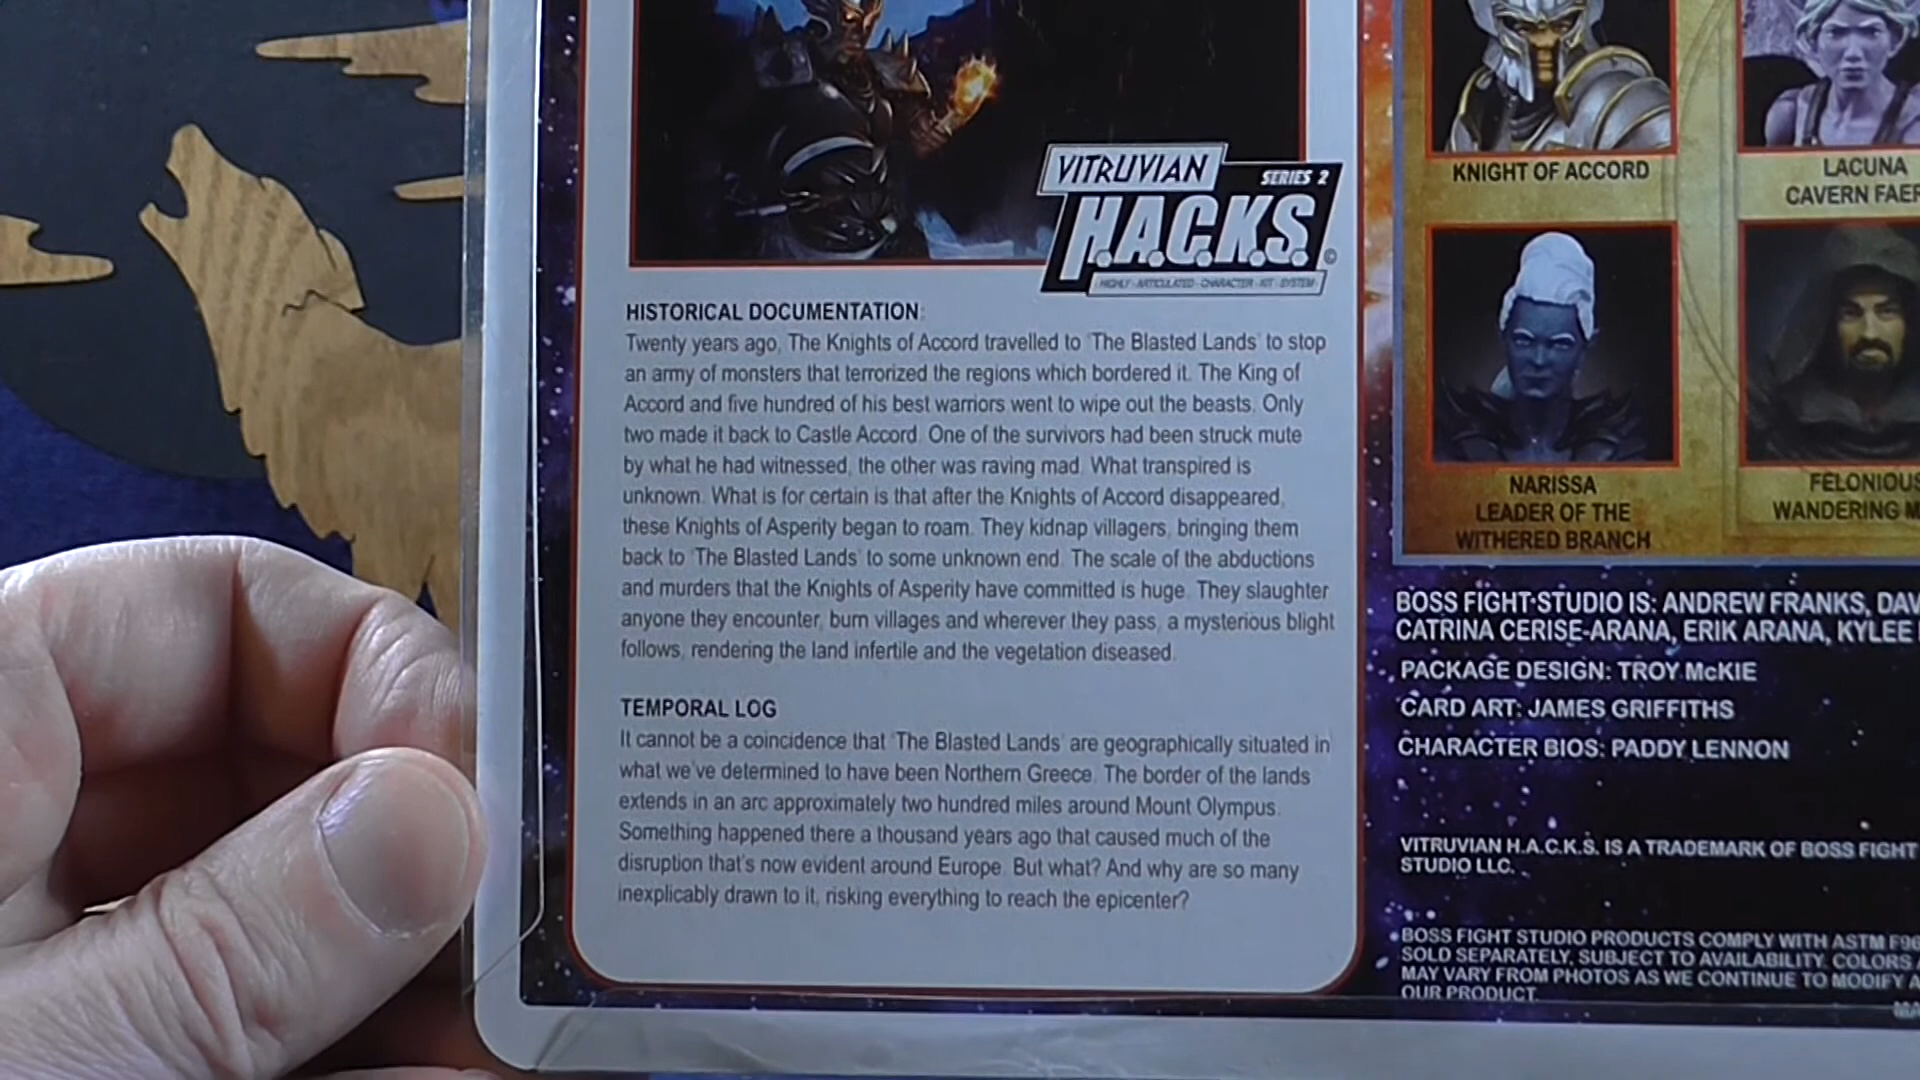 VITRUVIAN
SERIES 2
H.A.C.K.S.
HIGHLY · ARTICULATED · CHARACTER · KIT · SYSTEM
HISTORICAL DOCUMENTATION:
Twenty years ago, The Knights of Accord travelled to 'The Blasted Lands' to stop
an army of monsters that terrorized the regions which bordered it. The King of
Accord and five hundred of his best warriors went to wipe out the beasts. Only
two made it back to Castle Accord. One of the survivors had been struck mute
by what he had witnessed, the other was raving mad. What transpired is
unknown. What is for certain is that after the Knights of Accord disappeared,
these Knights of Asperity began to roam. They kidnap villagers, bringing them
back to 'The Blasted Lands' to some unknown end. The scale of the abductions
and murders that the Knights of Asperity have committed is huge. They slaughter
anyone they encounter, burn villages and wherever they pass, a mysterious blight
follows, rendering the land infertile and the vegetation diseased.
TEMPORAL LOG
It cannot be a coincidence that 'The Blasted Lands' are geographically situated in
what we've determined to have been Northern Greece. The border of the lands
extends in an arc approximately two hundred miles around Mount Olympus.
Something happened there a thousand years ago that caused much of the
disruption that's now evident around Europe. But what? And why are so many
inexplicably drawn to it, risking everything to reach the epicenter?
KNIGHT OF ACCORD
LACUNA
CAVERN FAER
NARISSA
LEADER OF THE
WITHERED BRANCH
FELONIOUS
WANDERING M
BOSS FIGHT STUDIO IS: ANDREW FRANKS, DAV
CATRINA CERISE-ARANA, ERIK ARANA, KYLEE
PACKAGE DESIGN: TROY McKIE
CARD ART: JAMES GRIFFITHS
CHARACTER BIOS: PADDY LENNON
VITRUVIAN H.A.C.K.S. IS A TRADEMARK OF BOSS FIGHT
STUDIO LLC.
BOSS FIGHT STUDIO PRODUCTS COMPLY WITH ASTM F96
SOLD SEPARATELY, SUBJECT TO AVAILABILITY. COLORS A
MAY VARY FROM PHOTOS AS WE CONTINUE TO MODIFY A
OUR PRODUCT.